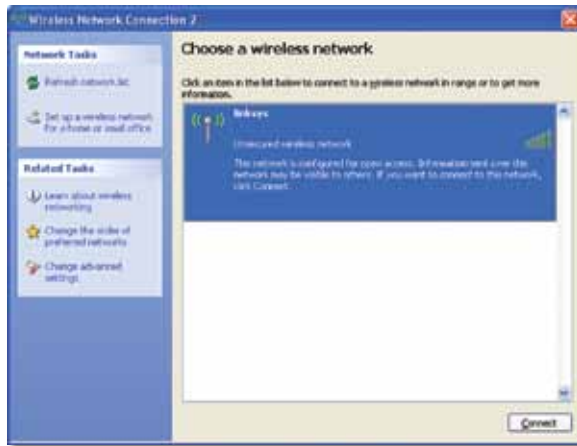 Wireless Network Connection 2
Network Tasks
Refresh network list
Set up a wireless network
for a home or small office
Related Tasks
Learn about wireless
networking
Change the order of
preferred networks
Change advanced
settings
Choose a wireless network
Click an item in the list below to connect to a wireless network in range or to get more
information.
linksys
Unsecured wireless network
This network is configured for open access. Information sent over this
network may be visible to others. If you want to connect to this network,
click Connect.
Connect